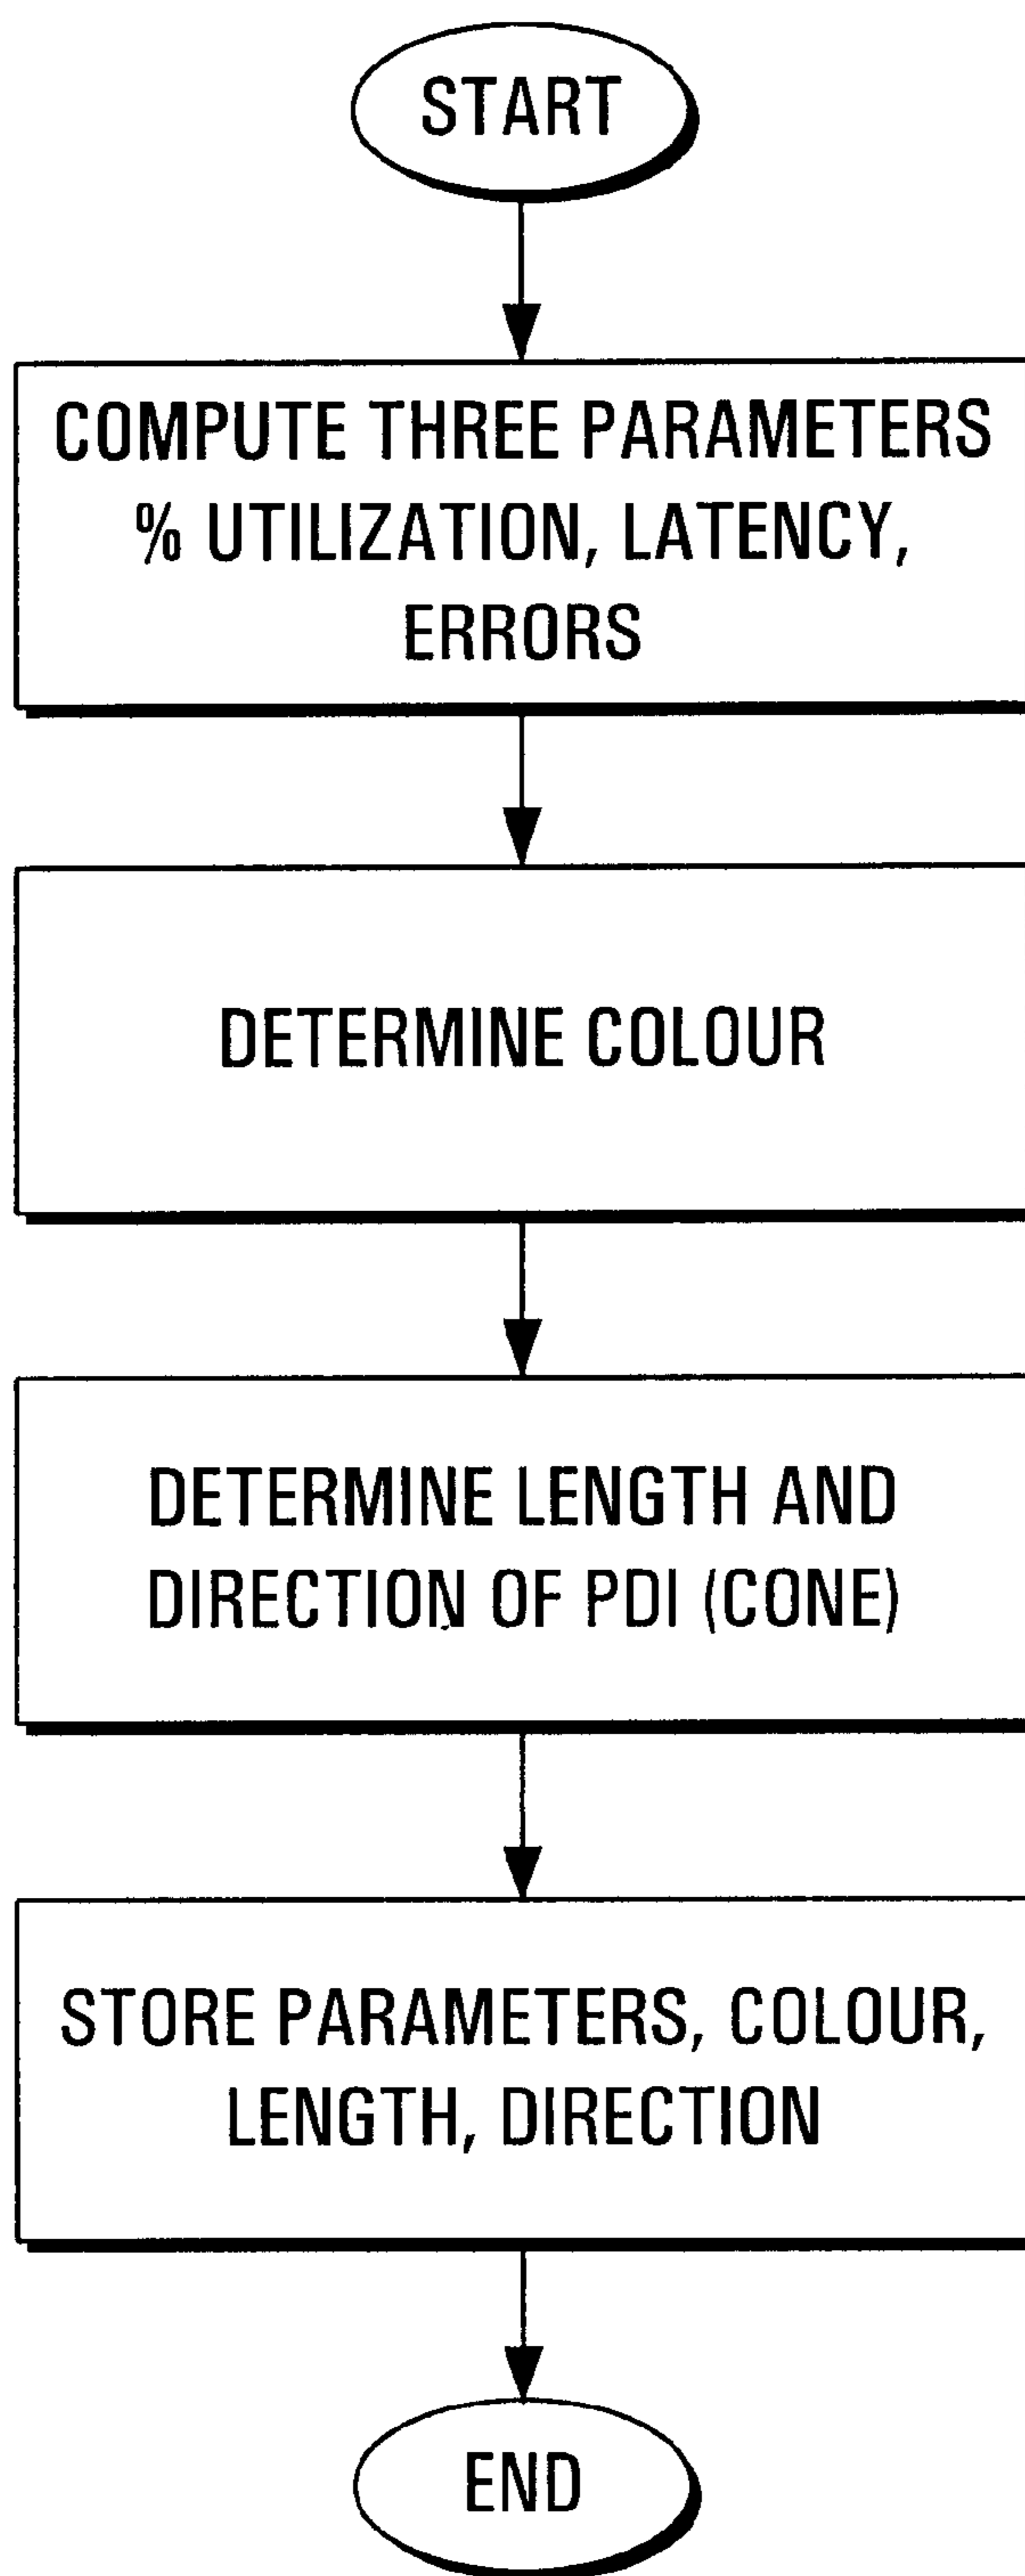 START
COMPUTE THREE PARAMETERS
% UTILIZATION, LATENCY,
ERRORS
DETERMINE COLOUR
DETERMINE LENGTH AND
DIRECTION OF PDI (CONE)
STORE PARAMETERS, COLOUR,
LENGTH, DIRECTION
END